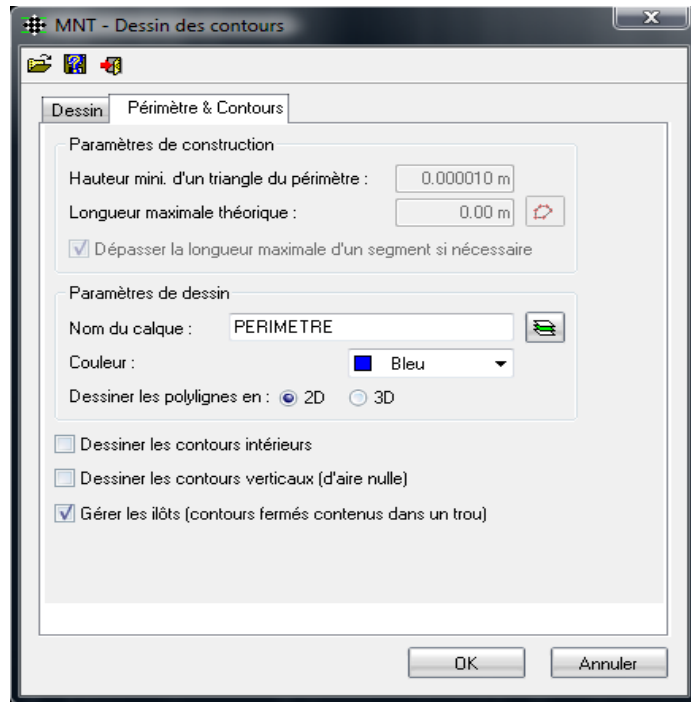 MNT - Dessin des contours
x
Dessin Périmètre & Contours
Paramètres de construction
Hauteur mini. d'un triangle du périmètre : 0.000010 m
Longueur maximale théorique : 0.00 m
Dépasser la longueur maximale d'un segment si nécessaire
Paramètres de dessin
Nom du calque : PERIMETRE
Couleur : Bleu
Dessiner les polylignes en : 2D 3D
Dessiner les contours intérieurs
Dessiner les contours verticaux (d'aire nulle)
Gérer les ilôts (contours fermés contenus dans un trou)
OK Annuler